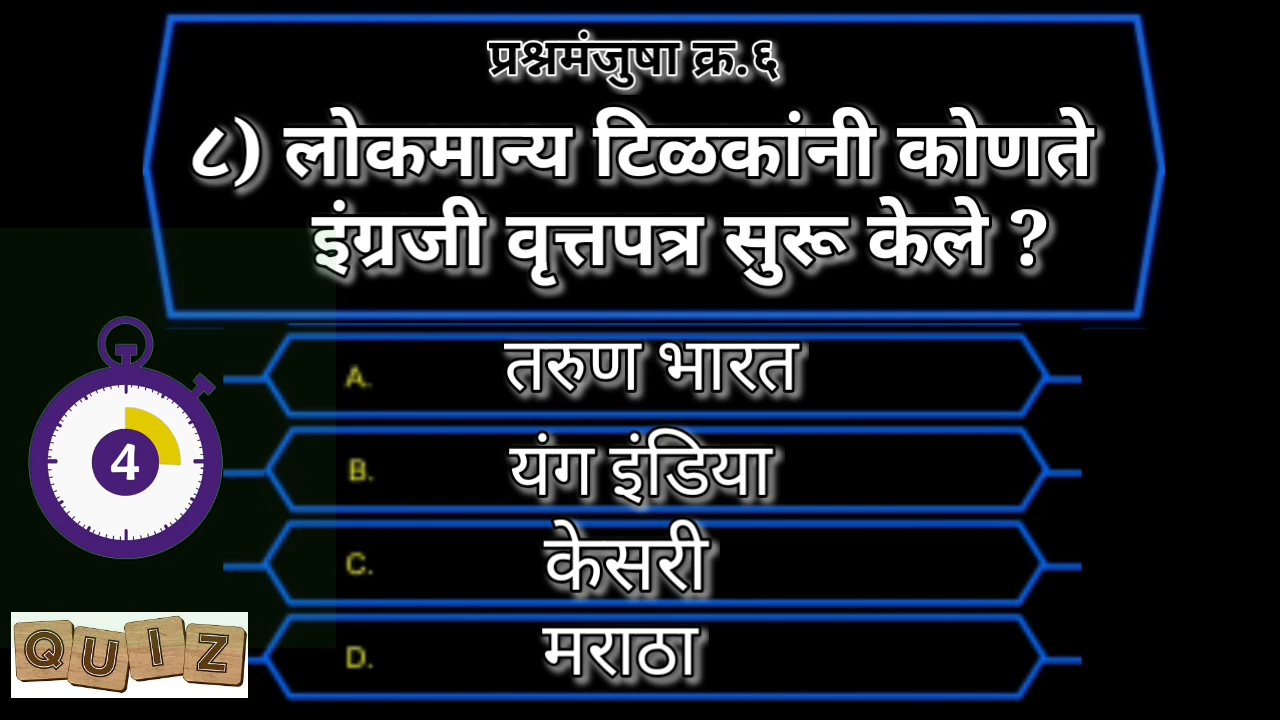 प्रश्नमंजुषा क्र.६
८) लोकमान्य टिळकांनी कोणते
इंग्रजी वृत्तपत्र सुरू केले ?
A. तरुण भारत
B. यंग इंडिया
4
C. केसरी
D. मराठा
QUIZ